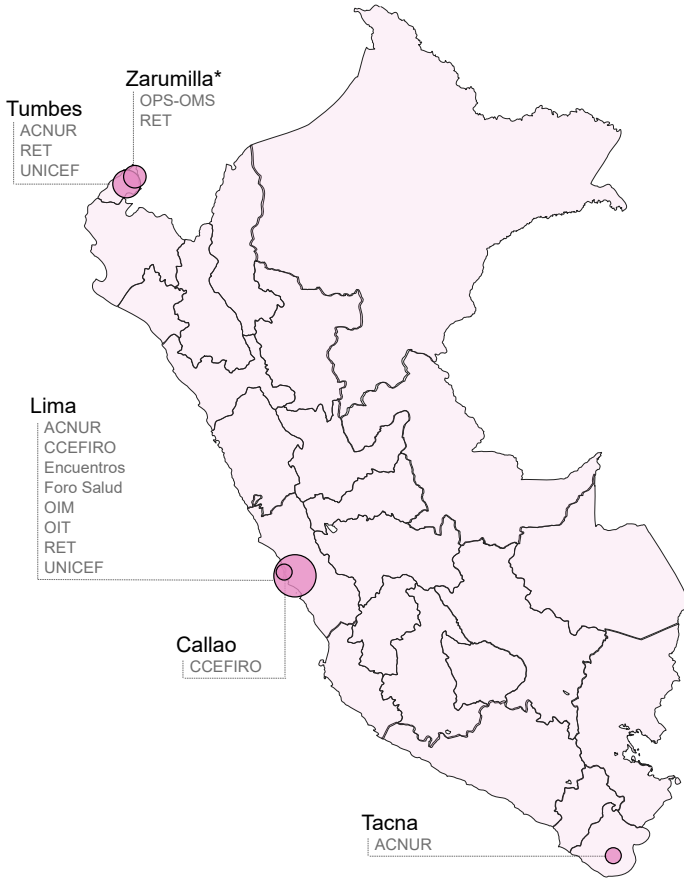 Zarumilla*
OPS-OMS
RET
Tumbes
ACNUR
RET
UNICEF
Lima
ACNUR
CCEFIRO
Encuentros
Foro Salud
OIM
OIT
RET
UNICEF
Callao
CCEFIRO
Tacna
ACNUR